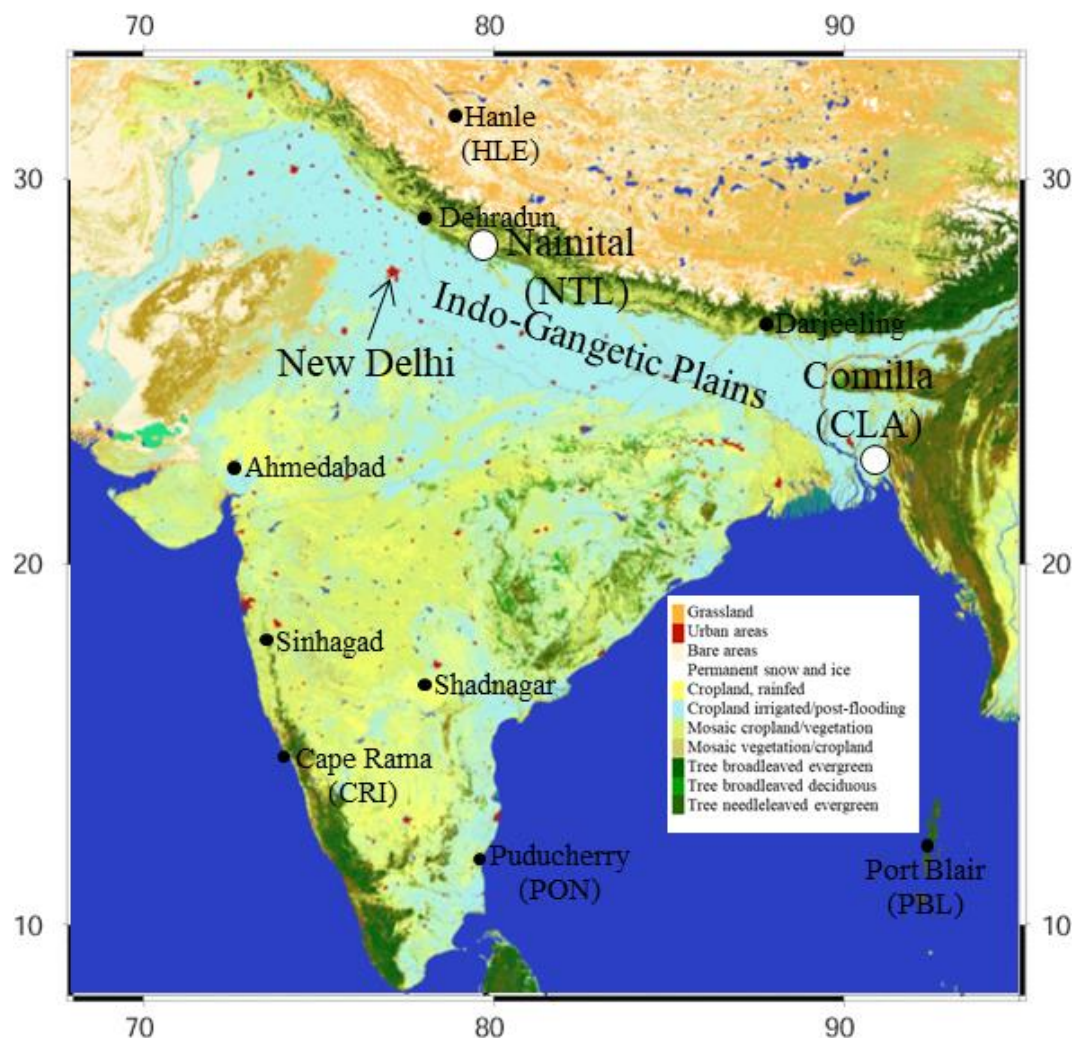 70 80 90
Hanle
(HLE)
30 30
Dehradun
Nainital
(NTL)
Indo-Gangetic Plains
New Delhi
Darjeeling
Comilla
(CLA)
Ahmedabad
20 20
Grassland
Urban areas
Bare areas
Permanent snow and ice
Cropland, rainfed
Cropland irrigated/post-flooding
Mosaic cropland/vegetation
Mosaic vegetation/cropland
Tree broadleaved evergreen
Tree broadleaved deciduous
Tree needleleaved evergreen
Sinhagad
Shadnagar
Cape Rama
(CRI)
Puducherry
(PON)
Port Blair
(PBL)
10 10
70 80 90